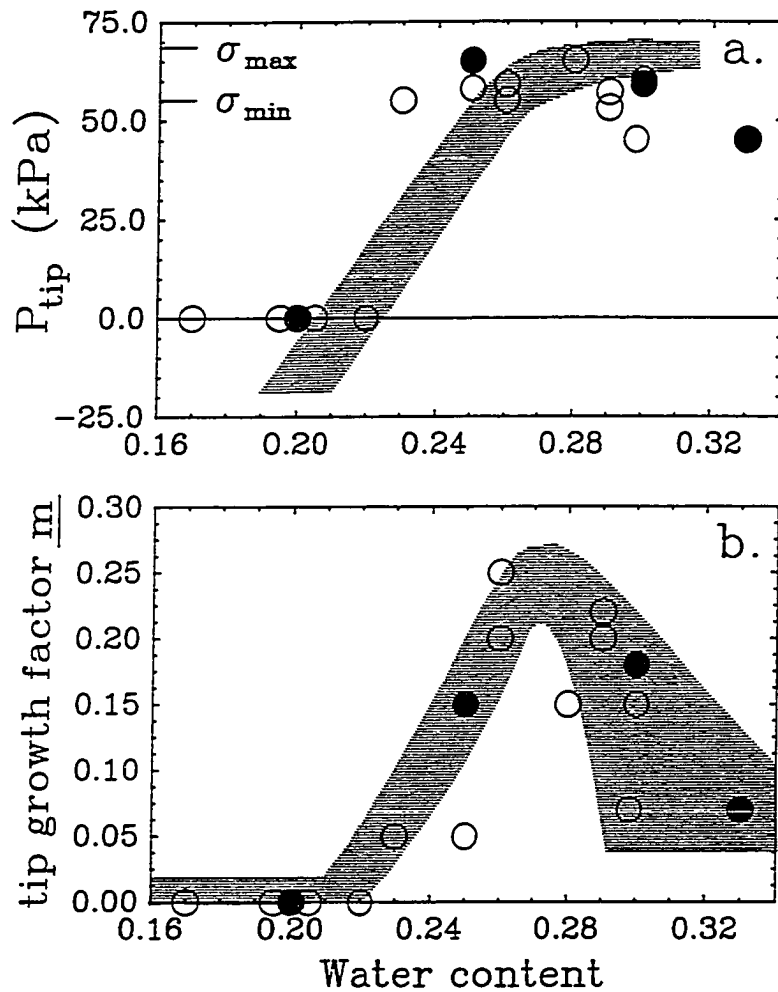 75.0
σmax
a.
σmin
50.0
25.0
0.0
-25.0
Ptip (kPa)
0.16 0.20 0.24 0.28 0.32
0.30
b.
0.25
0.20
0.15
0.10
0.05
0.00
tip growth factor m
0.16 0.20 0.24 0.28 0.32
Water content